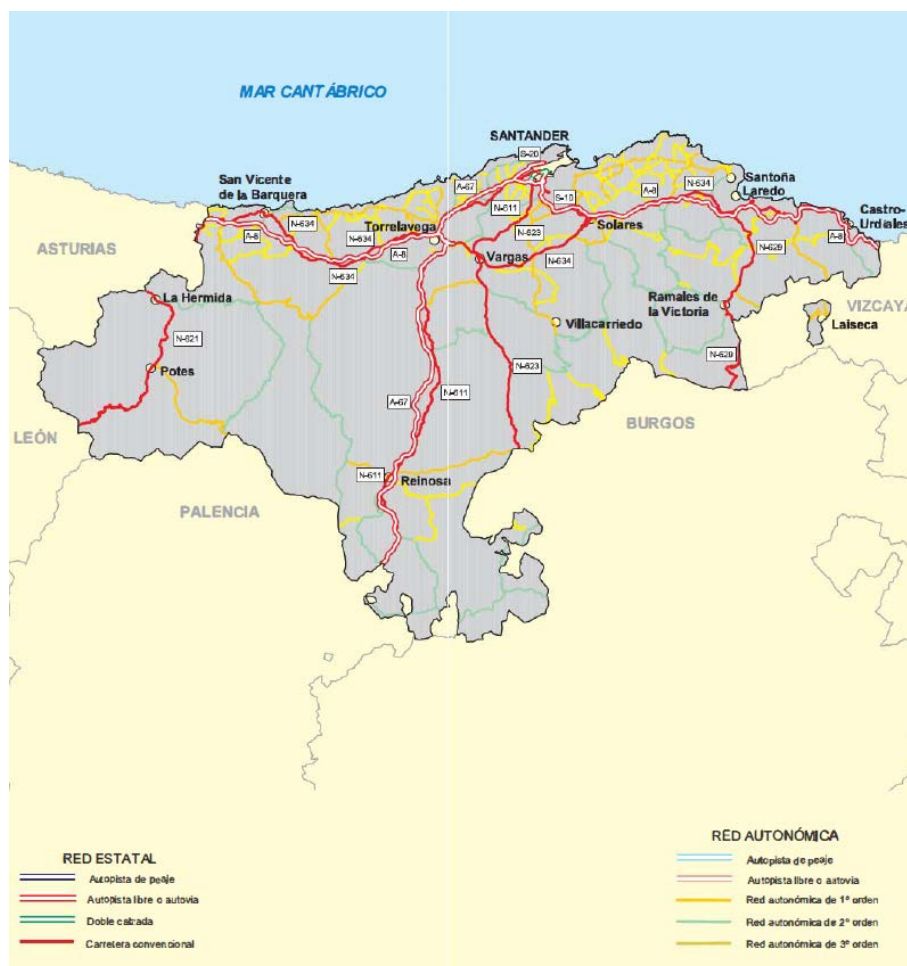 MAR CANTÁBRICO
SANTANDER
S-20
San Vicente
de la Barquera
A-67
N-634
Santoña
Laredo
A-8
N-634
N-611
S-10
Castro-
Urdiales
ASTURIAS
N-634
Torrelavega
N-623
Solares
A-8
A-8
N-634
A-8
Vargas
N-634
N-629
N-634
La Hermida
Ramales de
la Victoria
VIZCAYA
Villacarriedo
Laiseca
N-621
Potes
N-623
N-629
A-67
N-611
LEÓN
BURGOS
N-611
Reinosa
PALENCIA
RED ESTATAL
Autopista de peaje
Autopista libre o autovia
Doble calzada
Carretera convencional
RED AUTONÓMICA
Autopista de peaje
Autopista libre o autovia
Red autonómica de 1º orden
Red autonómica de 2º orden
Red autonómica de 3º orden